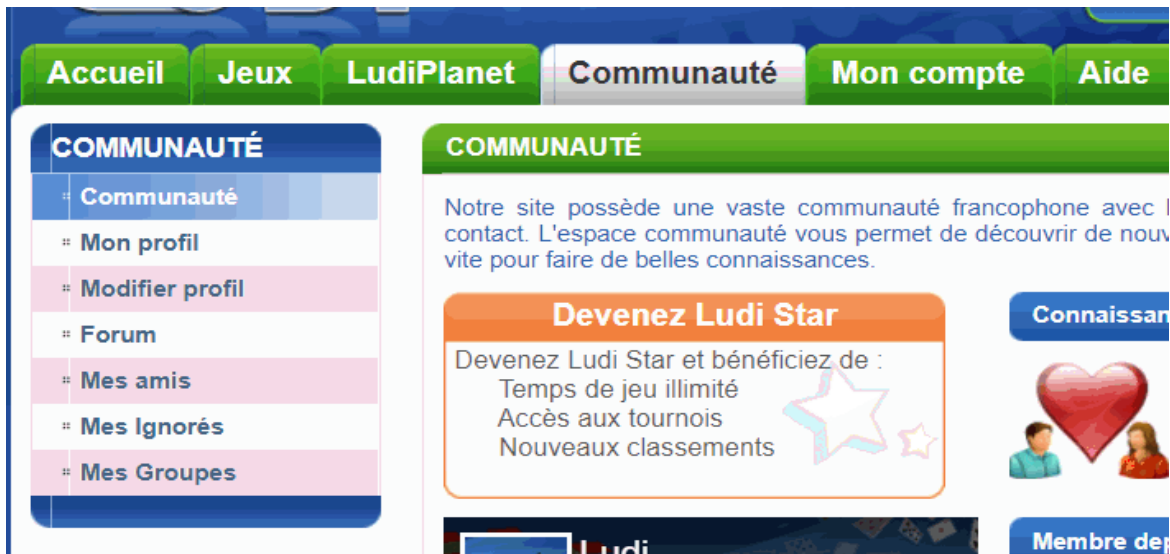 Accueil Jeux LudiPlanet Communauté Mon compte Aide
COMMUNAUTÉ
Communauté
Mon profil
Modifier profil
Forum
Mes amis
Mes Ignorés
Mes Groupes
COMMUNAUTÉ
Notre site possède une vaste communauté francophone avec
contact. L'espace communauté vous permet de découvrir de
vite pour faire de belles connaissances.
Devenez Ludi Star
Devenez Ludi Star et bénéficiez de :
Temps de jeu illimité
Accès aux tournois
Nouveaux classements
Ludi
Membre